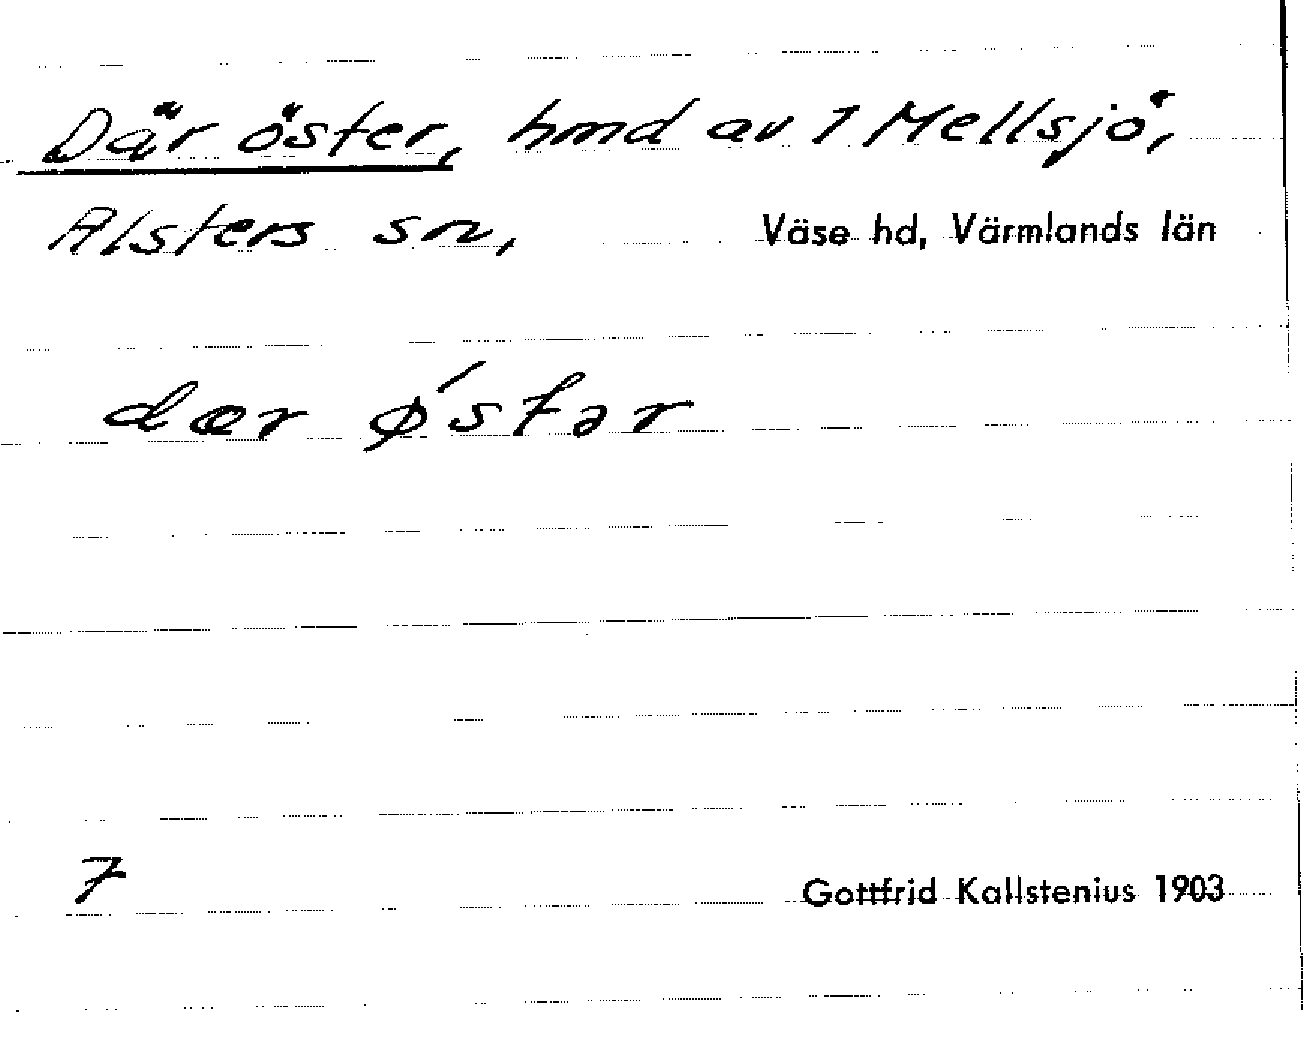 Där öster, hmd av 1 Mellsjö,
Alsters sn, Väse hd, Värmlands län
dær ǿstər
7 Gottfrid Kallstenius 1903